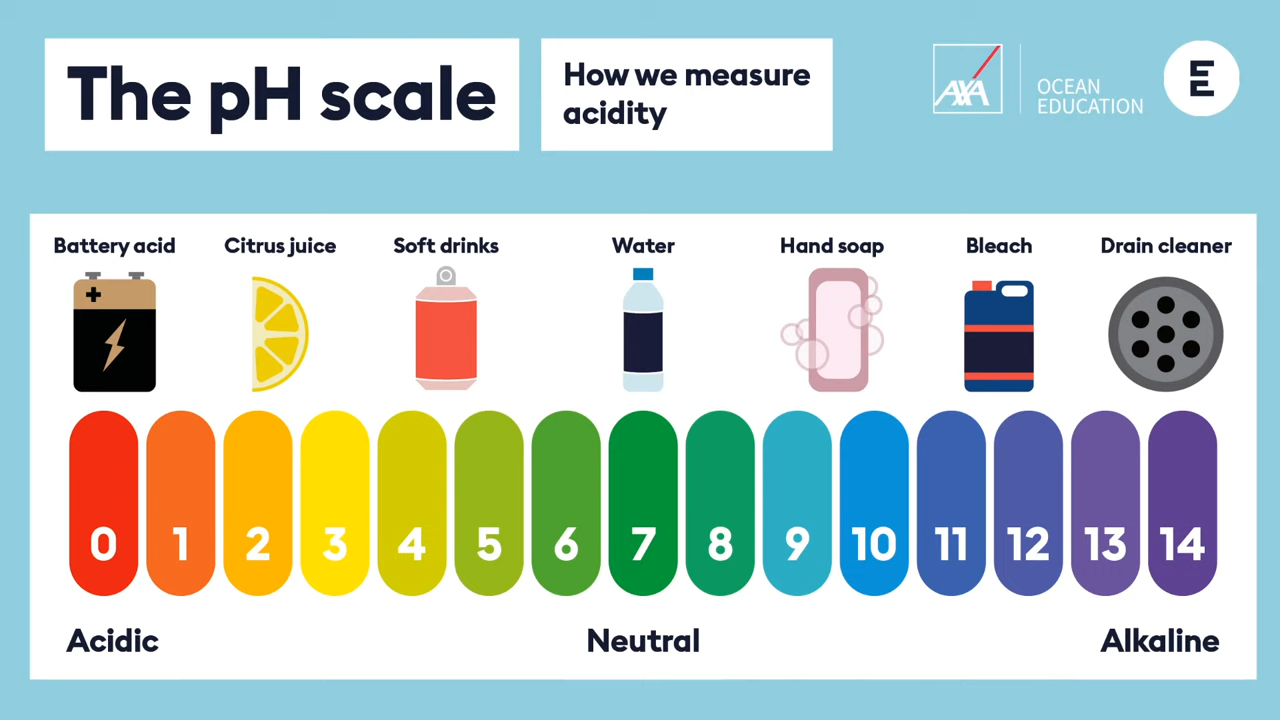 The pH scale
How we measure
acidity
AXA
OCEAN
EDUCATION
E
Battery acid
Citrus juice
Soft drinks
Water
Hand soap
Bleach
Drain cleaner
+
0 1 2 3 4 5 6 7 8 9 10 11 12 13 14
Acidic
Neutral
Alkaline